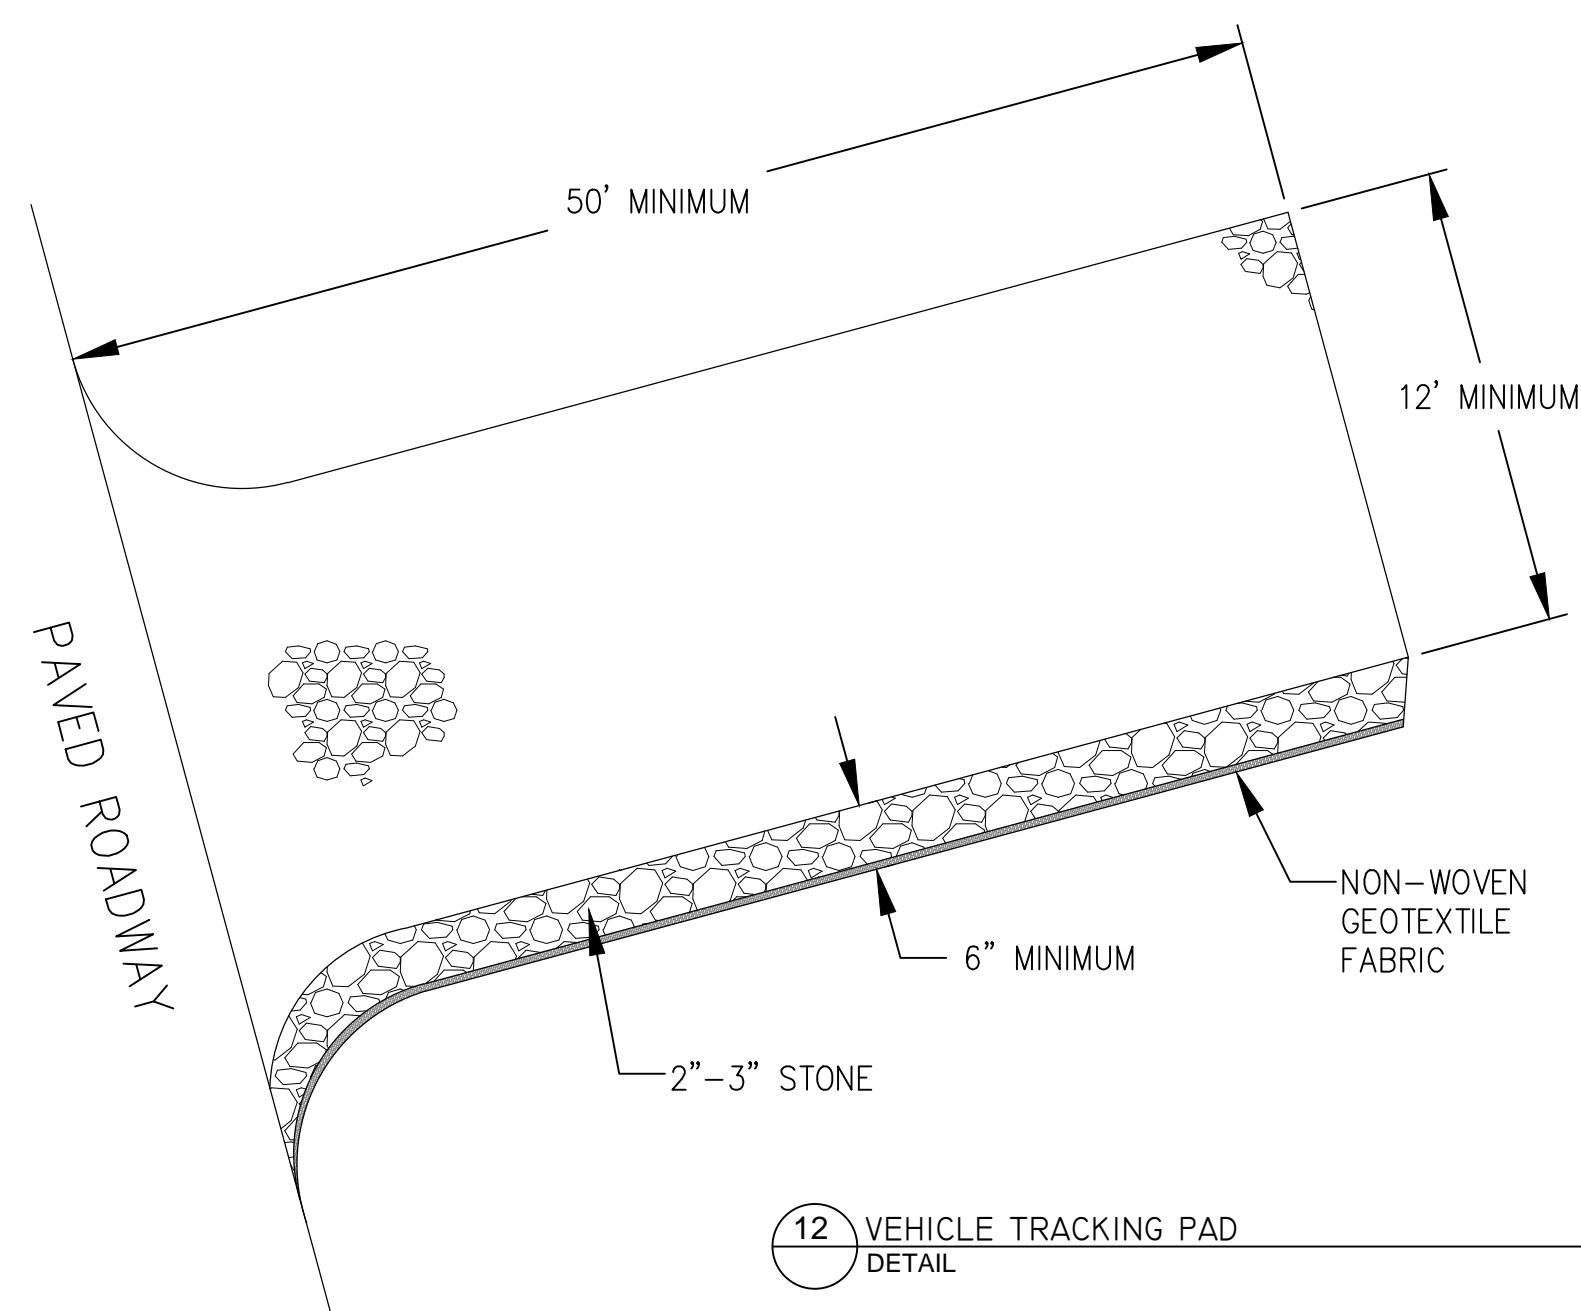 50' MINIMUM
12' MINIMUM
PAVED ROADWAY
NON-WOVEN
GEOTEXTILE
FABRIC
6" MINIMUM
2"-3" STONE
12 VEHICLE TRACKING PAD
DETAIL